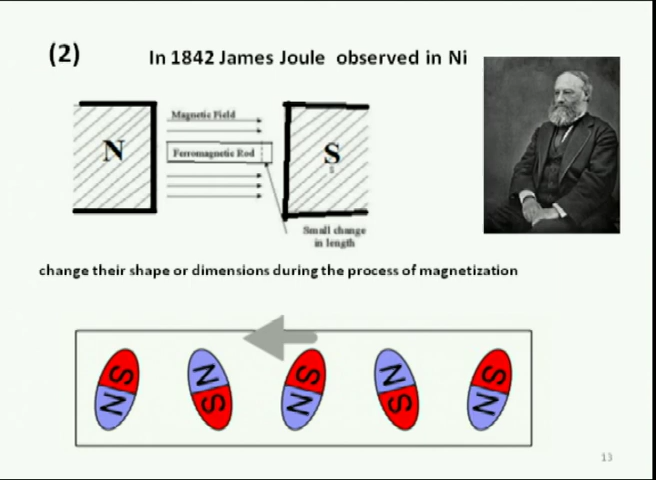 (2)
In 1842 James Joule observed in Ni
Magnetic Field
N
Ferromagnetic Rod
S
s
Small change
in length
change their shape or dimensions during the process of magnetization
S N S N S
N S N S N
13